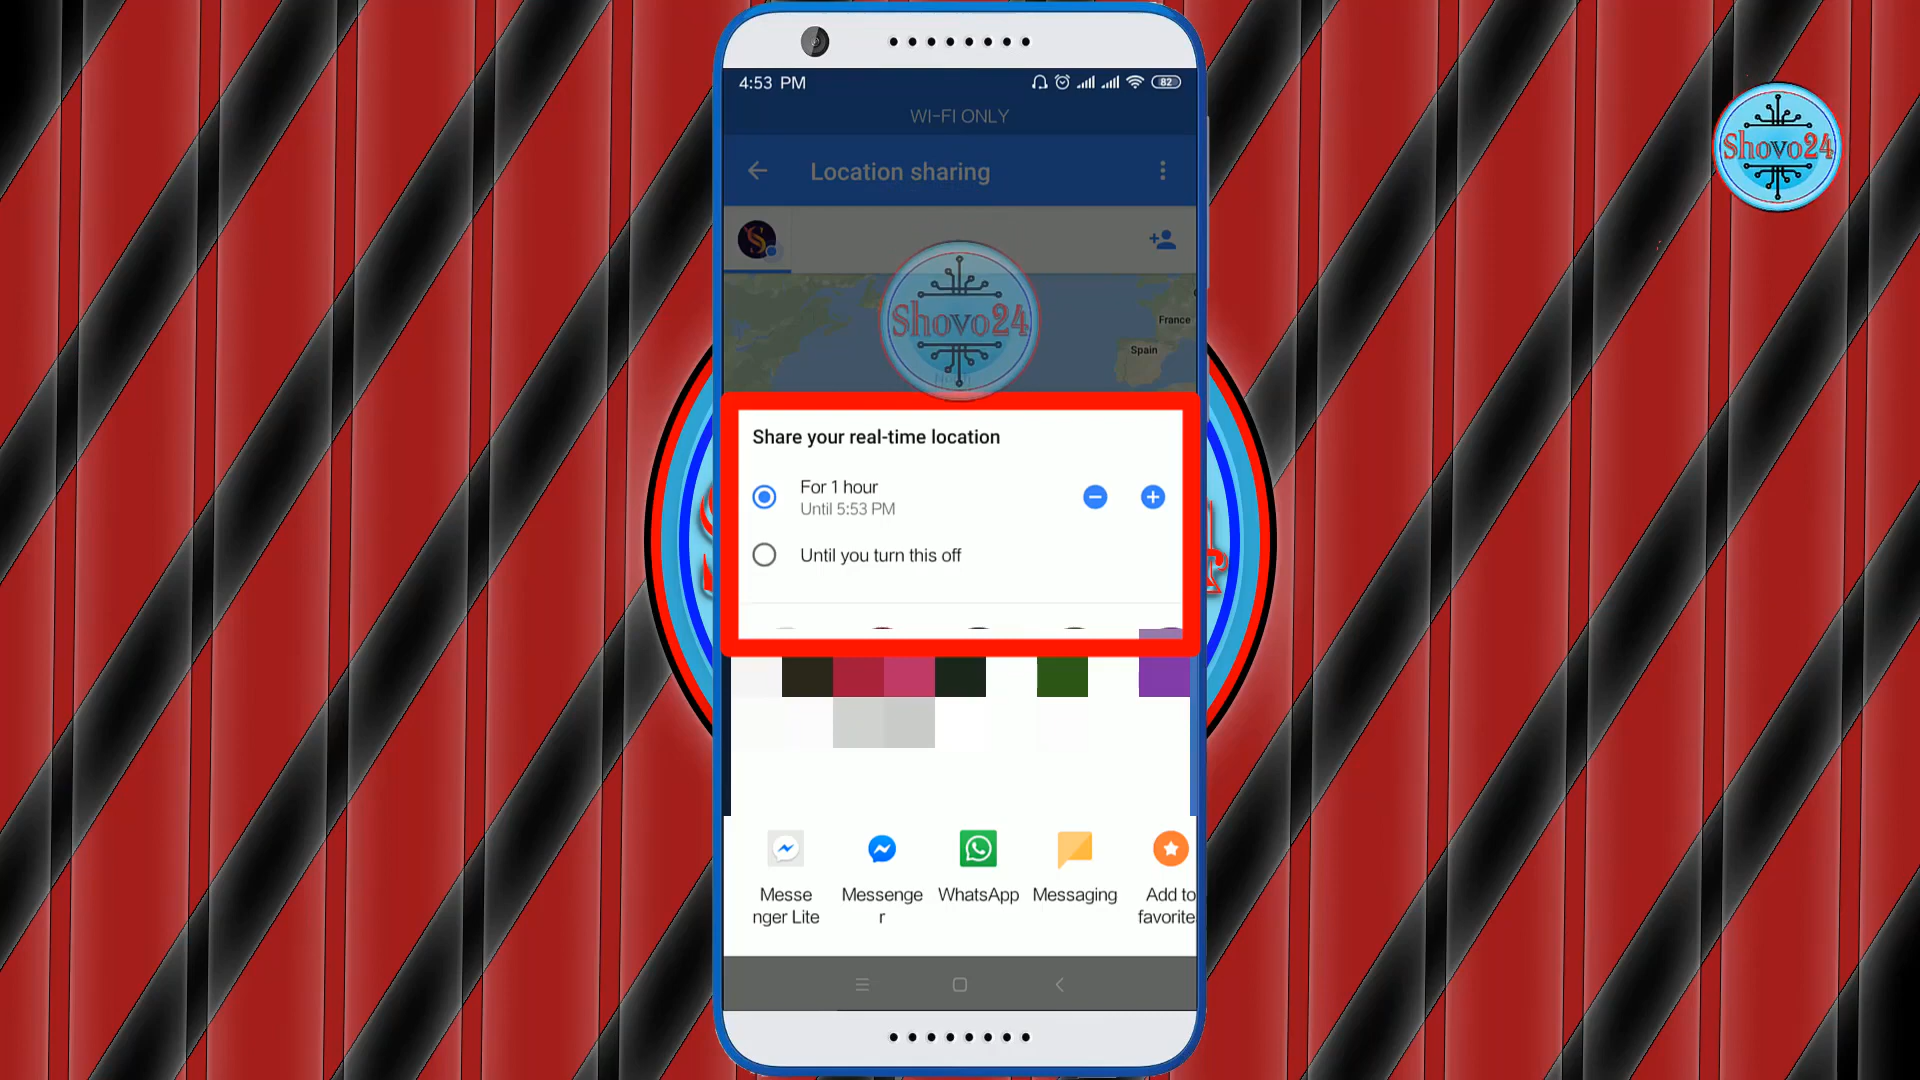 4:53 PM
82
WI-FI ONLY
Location sharing
Shovo24
Shovo24
France
Spain
Share your real-time location
For 1 hour
Until 5:53 PM
Until you turn this off
Messe
nger Lite
Messenge
r
WhatsApp
Messaging
Add to
favorite